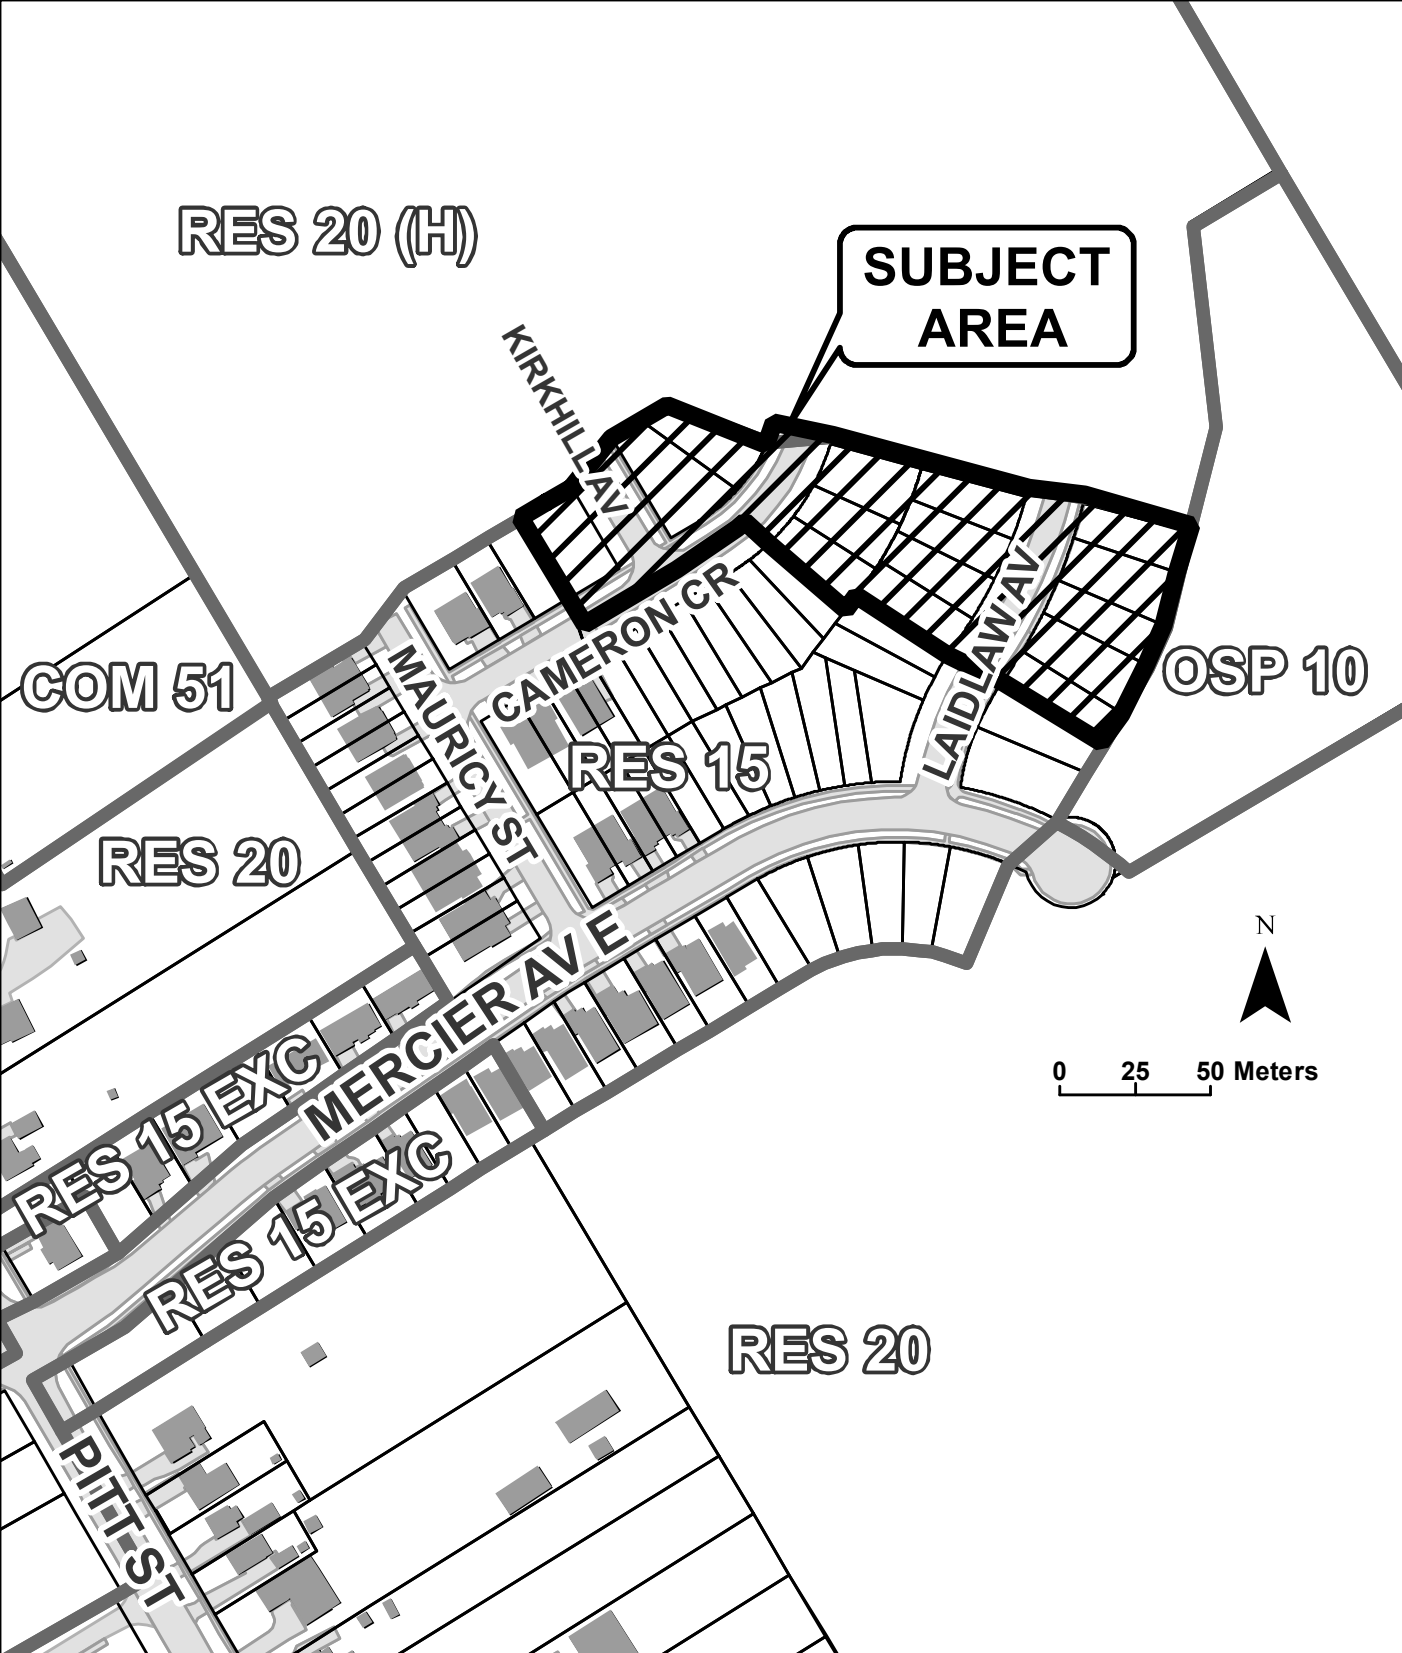 RES 20 (H)
SUBJECT
AREA
KIRKHILL AV
CAMERON CR
LAIDLAW AV
MAURICY ST
COM 51
OSP 10
RES 15
RES 20
MERCIER AV E
N
0 25 50 Meters
RES 15 EXC
RES 15 EXC
RES 20
PITT ST